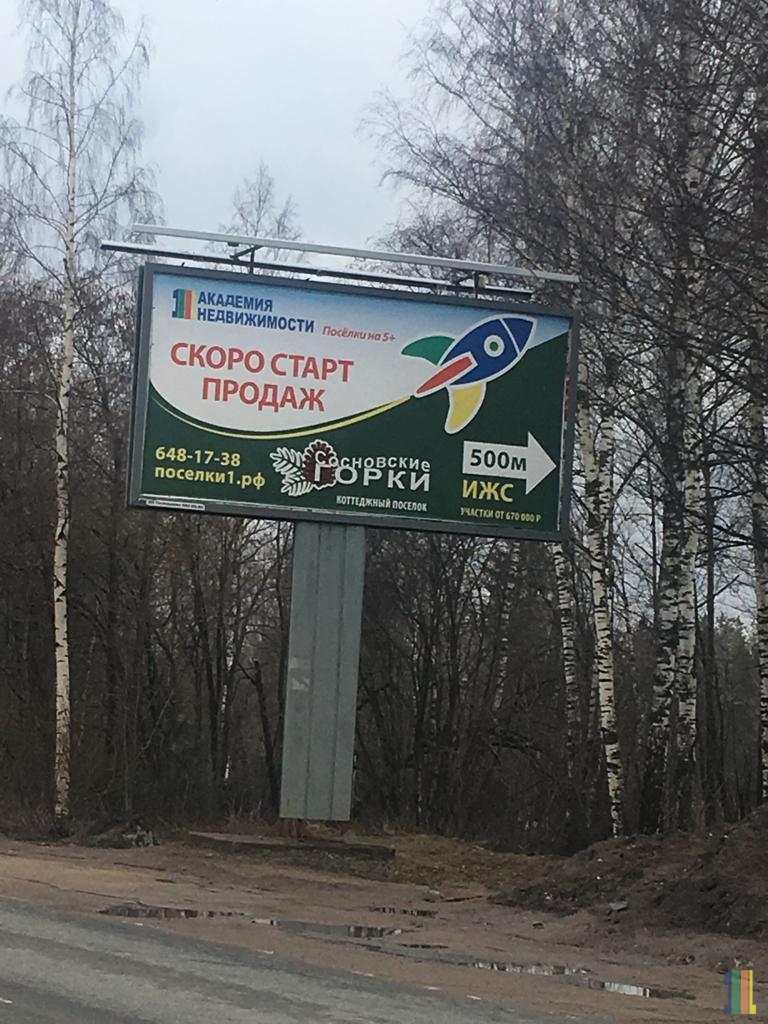 АКАДЕМИЯ
НЕДВИЖИМОСТИ
Посёлки на 5+
СКОРО СТАРТ
ПРОДАЖ
648-17-38
поселки1.рф
Сосновские
ГОРКИ
КОТТЕДЖНЫЙ ПОСЕЛОК
500м
ИЖС
УЧАСТКИ ОТ 670 000 Р